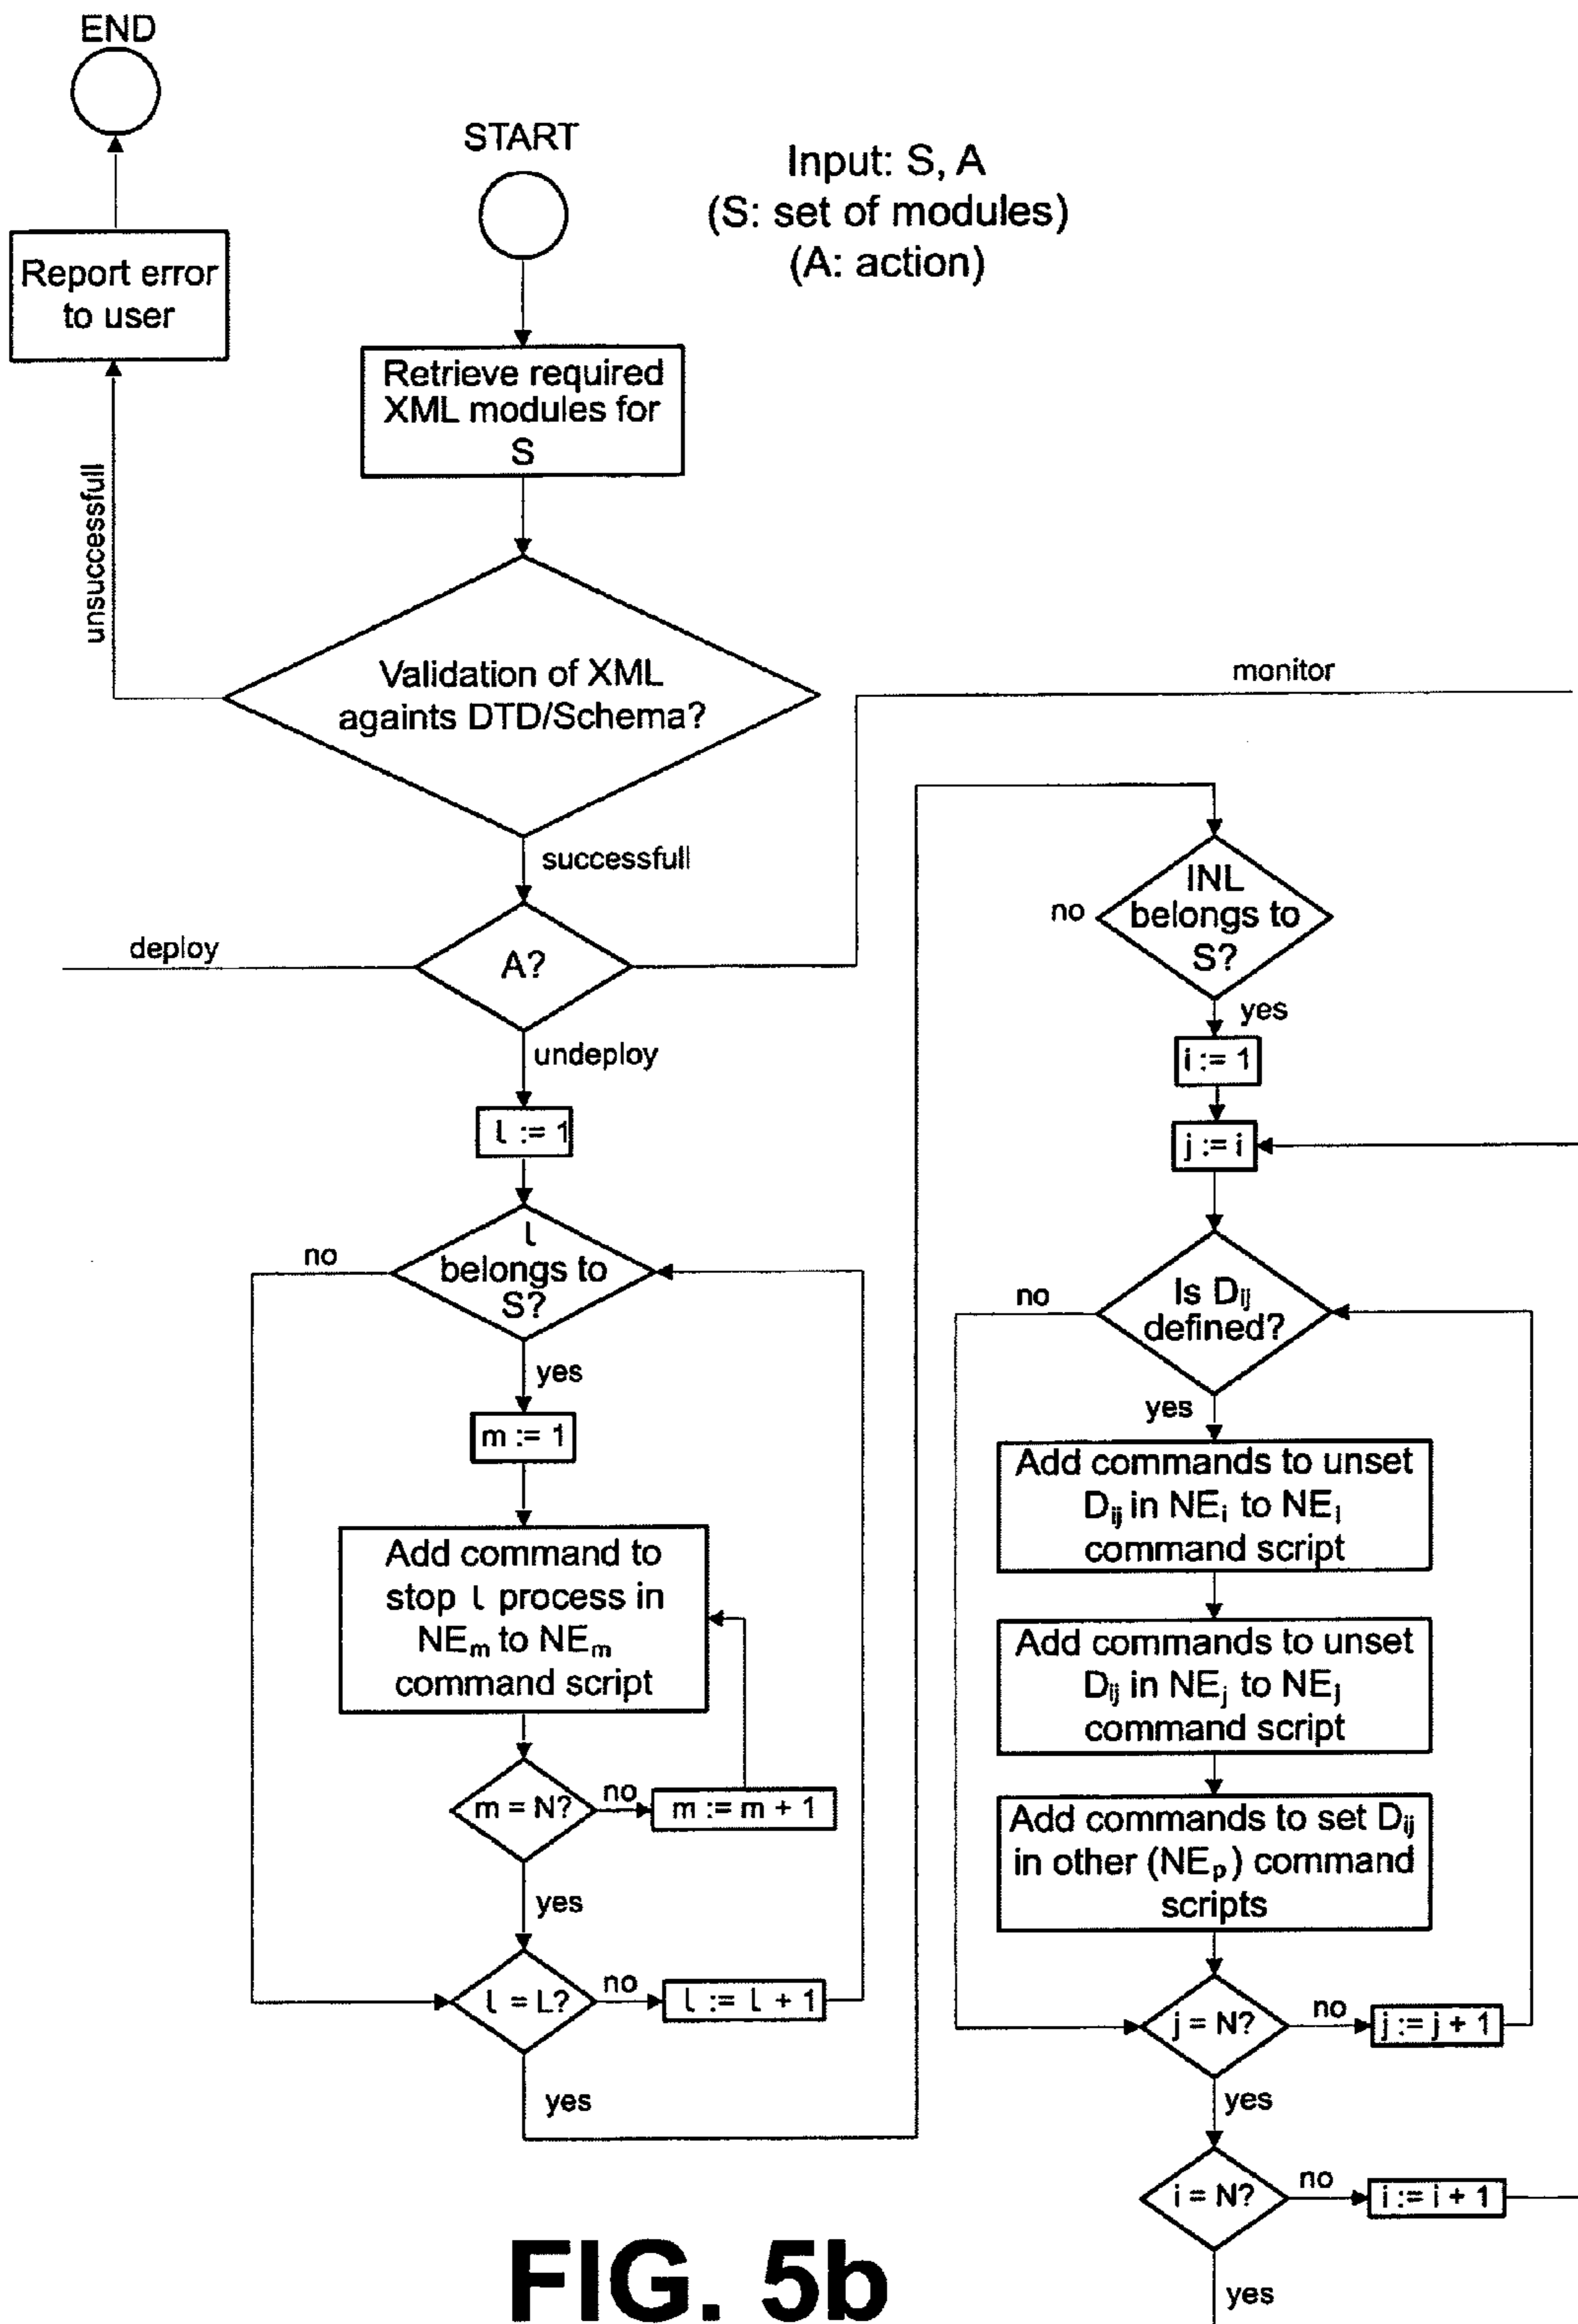 END
START
Input: S, A
(S: set of modules)
(A: action)
Report error
to user
Retrieve required
XML modules for
S
unsuccessfull
Validation of XML
againts DTD/Schema?
monitor
successfull
deploy
A?
undeploy
l := 1
l
belongs to
S?
no
yes
m := 1
Add command to
stop l process in
NEm to NEm
command script
m = N?
no
m := m + 1
yes
l = L?
no
l := l + 1
yes
INL
belongs to
S?
no
yes
i := 1
j := i
Is Dij
defined?
no
yes
Add commands to unset
Dij in NEi to NEi
command script
Add commands to unset
Dij in NEj to NEj
command script
Add commands to set Dij
in other (NEp) command
scripts
j = N?
no
j := j + 1
yes
i = N?
no
i := i + 1
yes
FIG. 5b